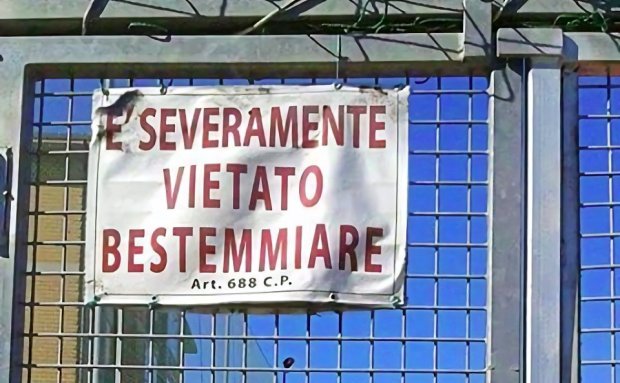 E' SEVERAMENTE
VIETATO
BESTEMMIARE
Art. 688 C.P.